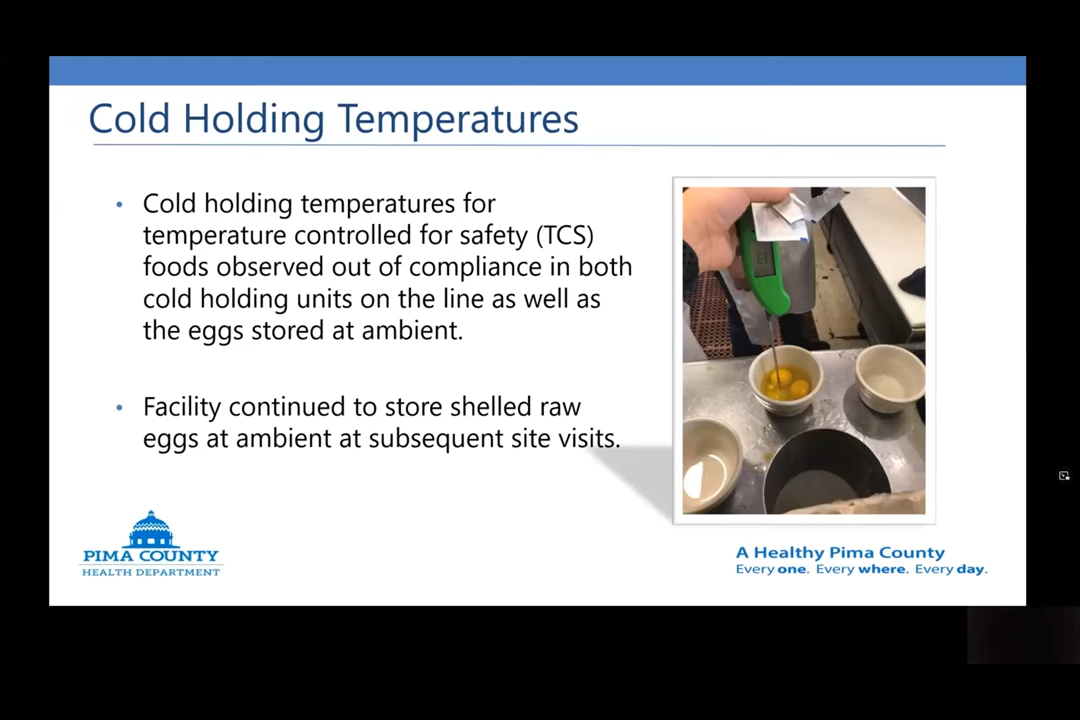 Cold Holding Temperatures
• Cold holding temperatures for
temperature controlled for safety (TCS)
foods observed out of compliance in both
cold holding units on the line as well as
the eggs stored at ambient.
• Facility continued to store shelled raw
eggs at ambient at subsequent site visits.
PIMA COUNTY
HEALTH DEPARTMENT
A Healthy Pima County
Every one. Every where. Every day.